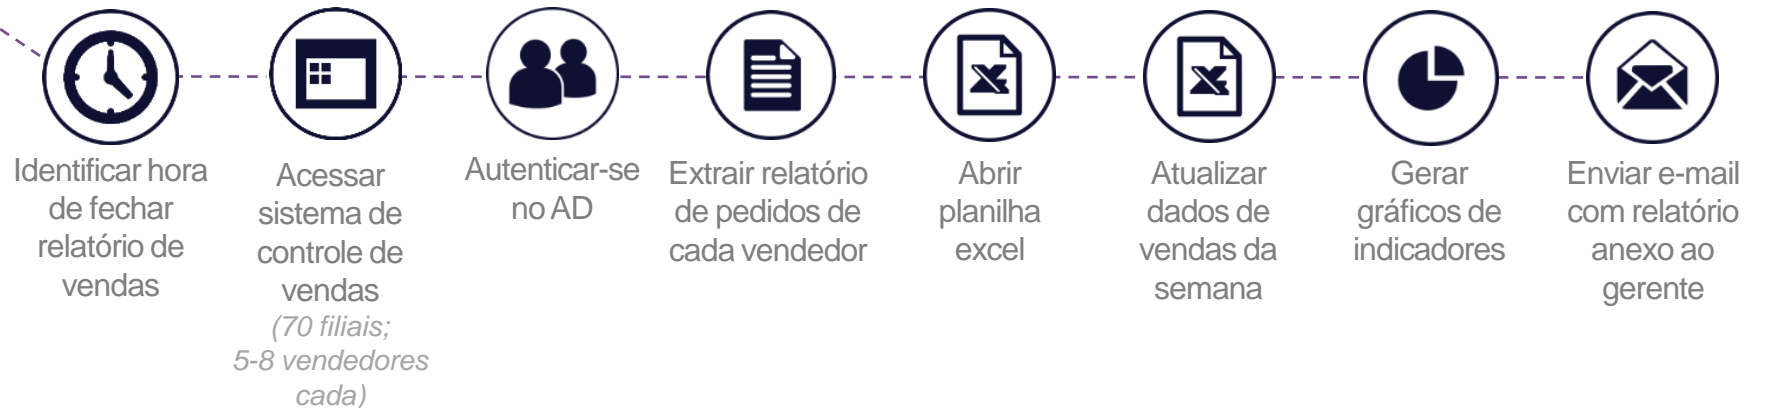 Identificar hora
de fechar
relatório de
vendas
Acessar
sistema de
controle de
vendas
(70 filiais;
5-8 vendedores
cada)
Autenticar-se
no AD
Extrair relatório
de pedidos de
cada vendedor
Abrir
planilha
excel
Atualizar
dados de
vendas da
semana
Gerar
gráficos de
indicadores
Enviar e-mail
com relatório
anexo ao
gerente